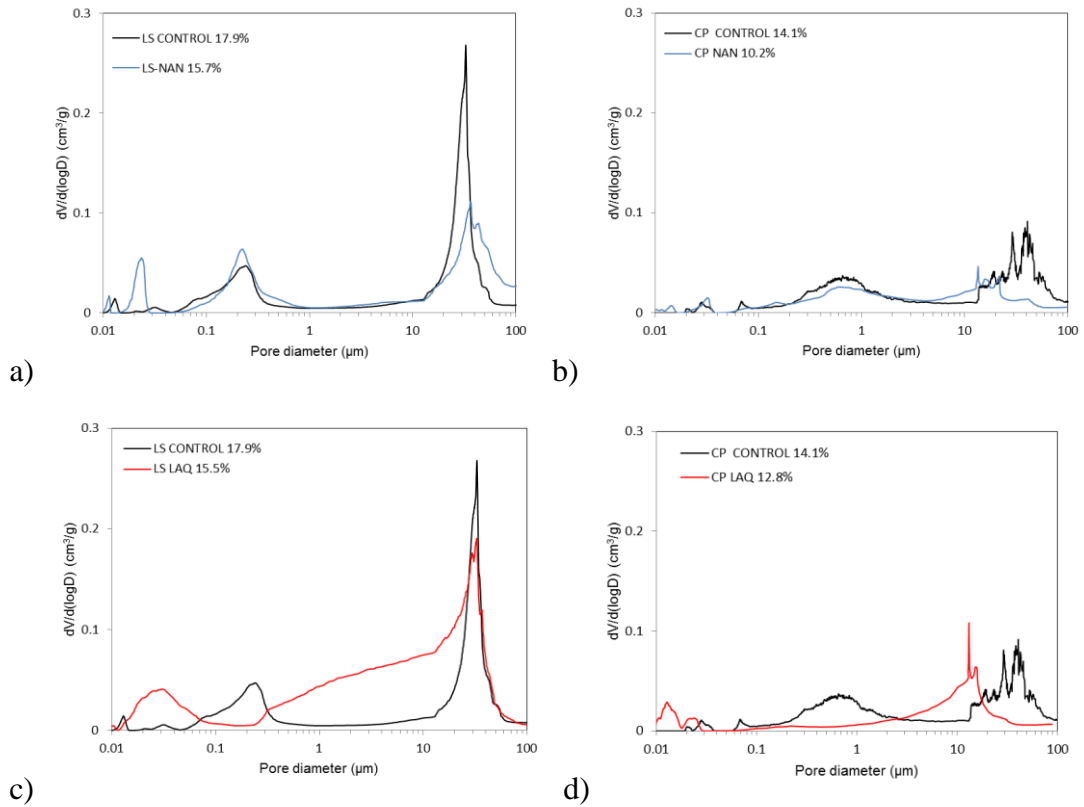 0.3
0.2
0.1
0
dV/d(logD) (cm³/g)
LS CONTROL 17.9%
LS-NAN 15.7%
0.01 0.1 1 10 100
Pore diameter (µm)
a)
0.3
0.2
0.1
0
dV/d(logD) (cm³/g)
CP CONTROL 14.1%
CP NAN 10.2%
0.01 0.1 1 10 100
Pore diameter (µm)
b)
0.3
0.2
0.1
0
dV/d(logD) (cm³/g)
LS CONTROL 17.9%
LS LAQ 15.5%
0.01 0.1 1 10 100
Pore diameter (µm)
c)
0.3
0.2
0.1
0
dV/d(logD) (cm³/g)
CP CONTROL 14.1%
CP LAQ 12.8%
0.01 0.1 1 10 100
Pore diameter (µm)
d)